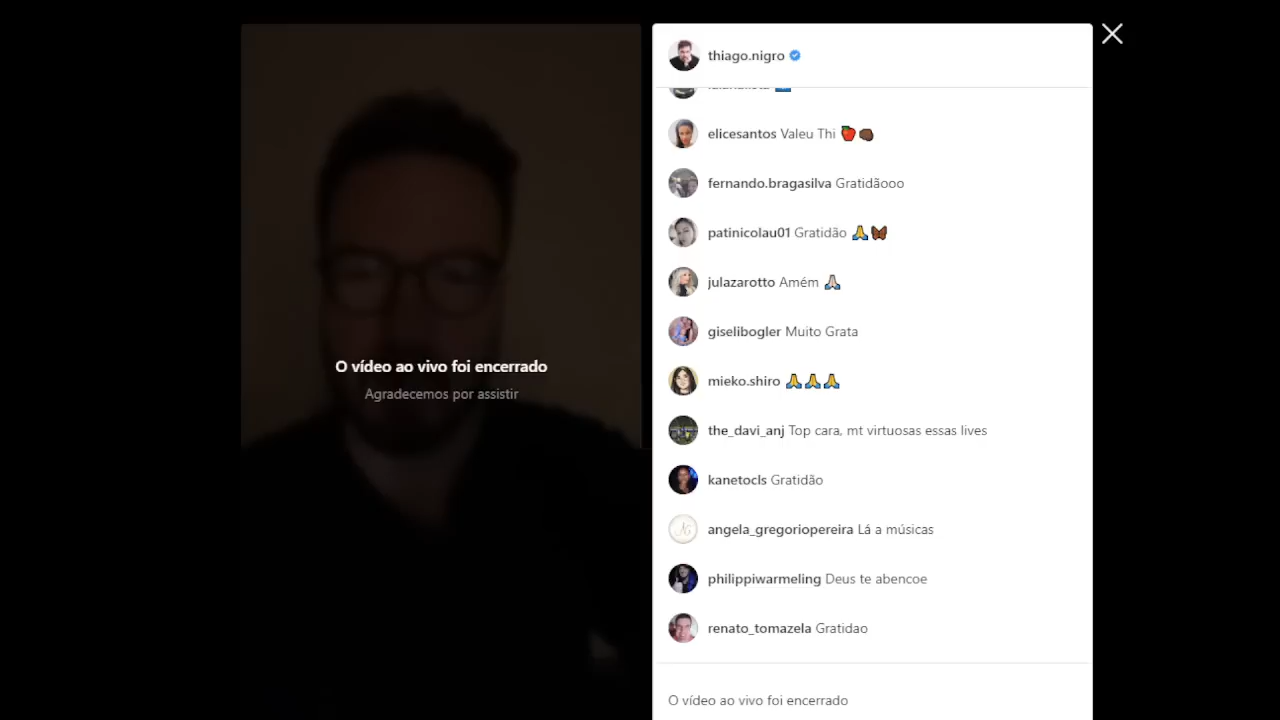 thiago.nigro
elicesantos Valeu Thi
fernando.bragasilva Gratidãooo
patinicolau01 Gratidão
julazarotto Amém
giselibogler Muito Grata
mieko.shiro
the_davi_anj Top cara, mt virtuosas essas lives
kanetocls Gratidão
angela_gregoriopereira Lá a músicas
philippiwarmeling Deus te abencoe
renato_tomazela Gratidao
O vídeo ao vivo foi encerrado
O vídeo ao vivo foi encerrado
Agradecemos por assistir